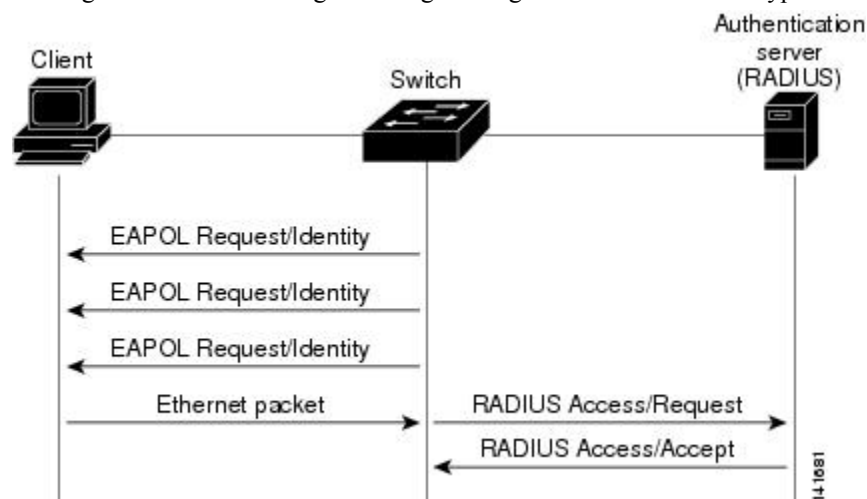 Authentication
server
(RADIUS)
Client
Switch
EAPOL Request/Identity
EAPOL Request/Identity
EAPOL Request/Identity
Ethernet packet
RADIUS Access/Request
RADIUS Access/Accept
141681